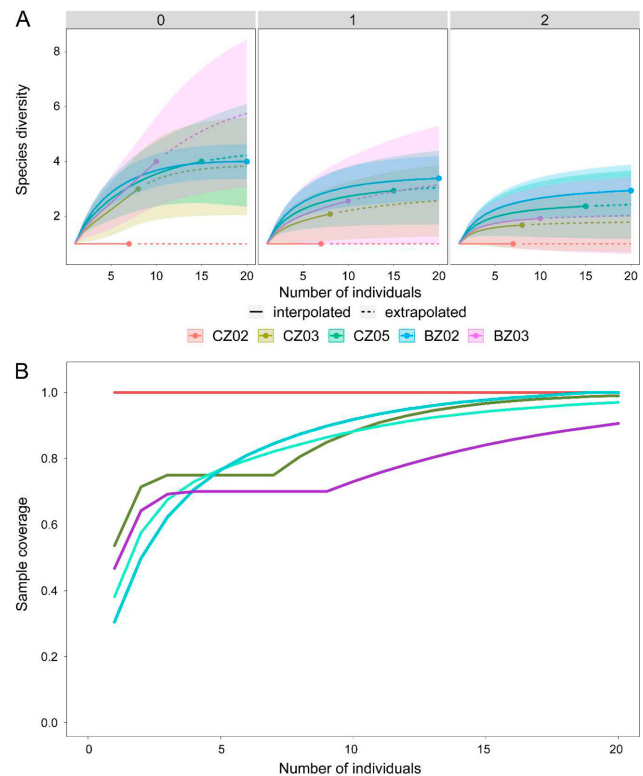 A
0 1 2
Species diversity
8
6
4
2
5 10 15 20 5 10 15 20 5 10 15 20
Number of individuals
interpolated extrapolated
CZ02 CZ03 CZ05 BZ02 BZ03
B
Sample coverage
1.0
0.8
0.6
0.4
0.2
0.0
0 5 10 15 20
Number of individuals